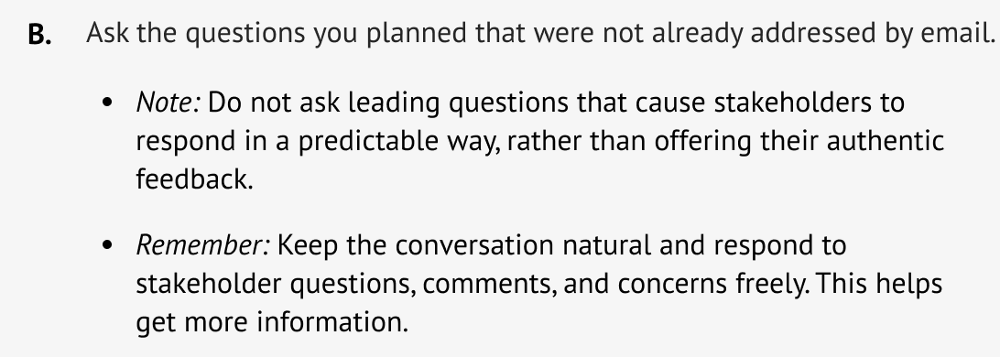 B. Ask the questions you planned that were not already addressed by email.
• Note: Do not ask leading questions that cause stakeholders to
respond in a predictable way, rather than offering their authentic
feedback.
• Remember: Keep the conversation natural and respond to
stakeholder questions, comments, and concerns freely. This helps
get more information.